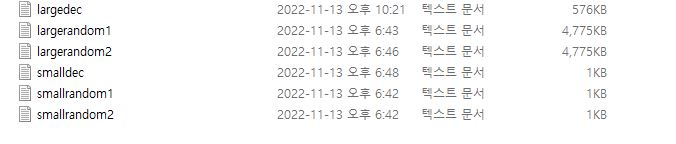 largedec 2022-11-13 오후 10:21 텍스트 문서 576KB
largerandom1 2022-11-13 오후 6:43 텍스트 문서 4,775KB
largerandom2 2022-11-13 오후 6:46 텍스트 문서 4,775KB
smalldec 2022-11-13 오후 6:48 텍스트 문서 1KB
smallrandom1 2022-11-13 오후 6:42 텍스트 문서 1KB
smallrandom2 2022-11-13 오후 6:42 텍스트 문서 1KB